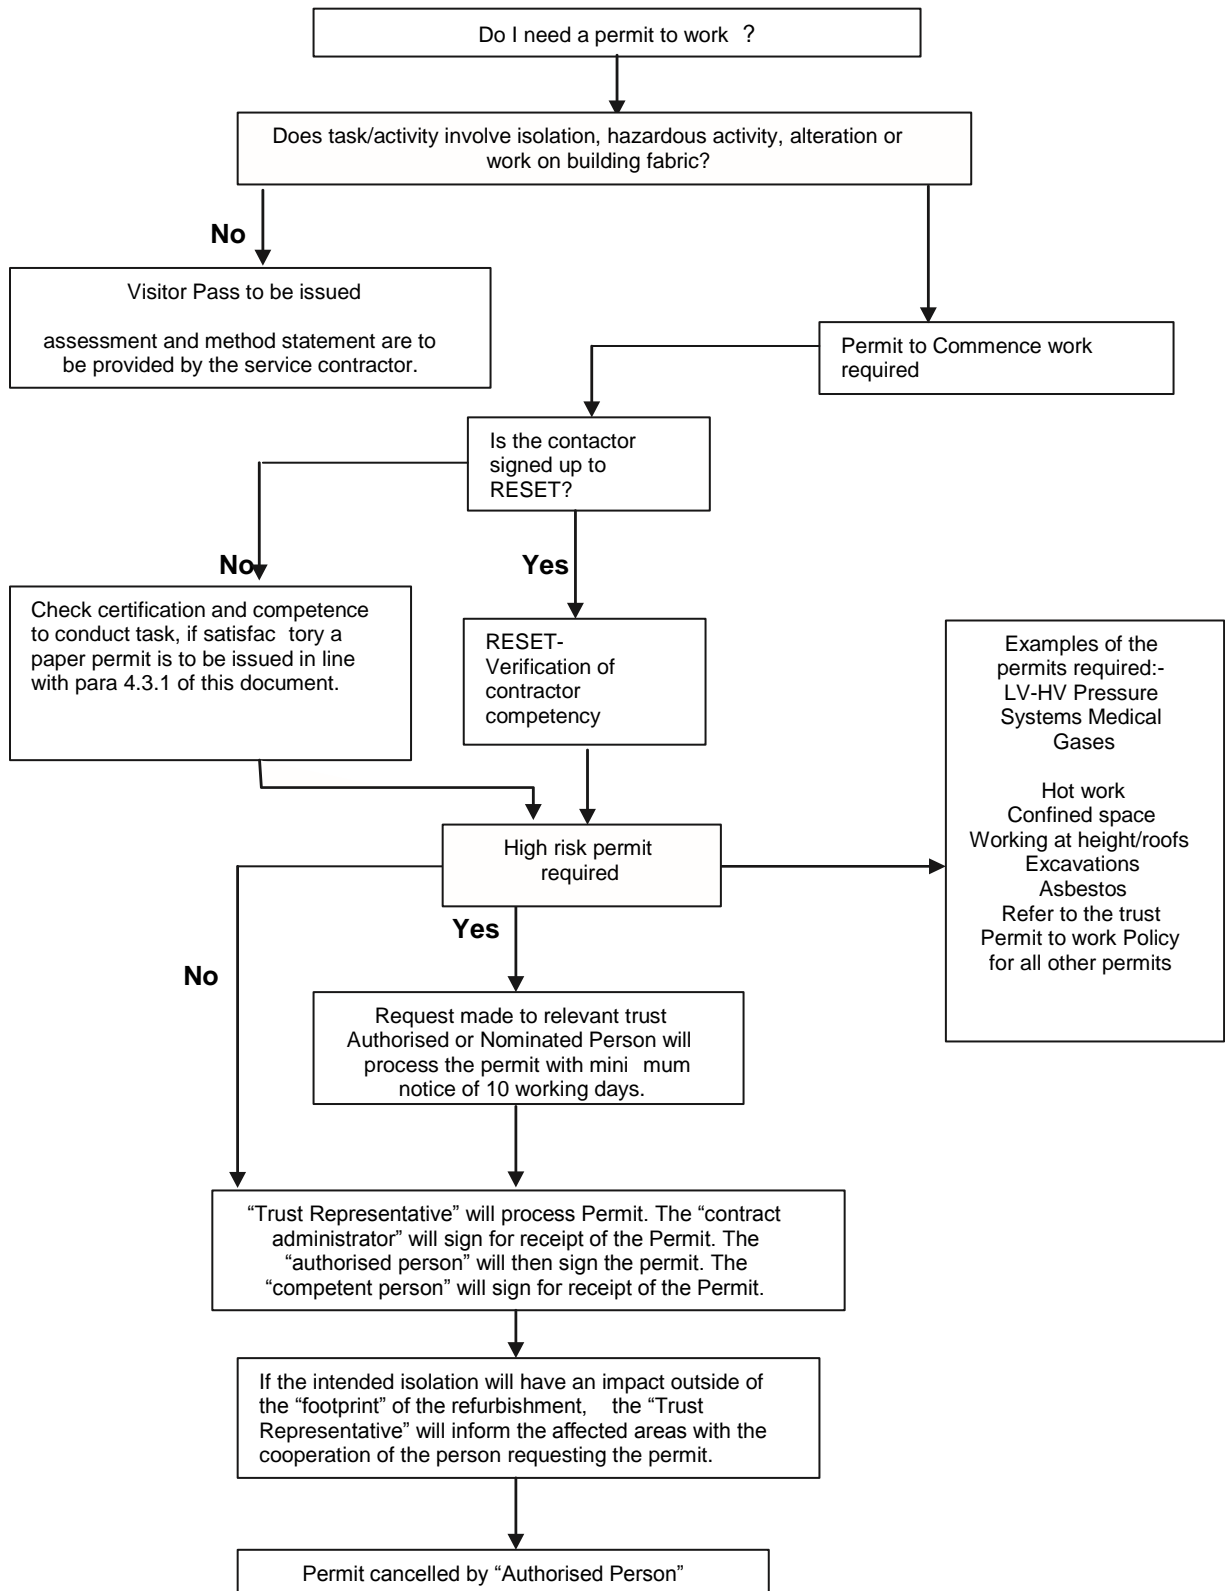 Do I need a permit to work ?
Does task/activity involve isolation, hazardous activity, alteration or
work on building fabric?
No
Visitor Pass to be issued
assessment and method statement are to
be provided by the service contractor.
Permit to Commence work
required
Is the contactor
signed up to
RESET?
No
Yes
Check certification and competence
to conduct task, if satisfac tory a
paper permit is to be issued in line
with para 4.3.1 of this document.
RESET-
Verification of
contractor
competency
Examples of the
permits required:-
LV-HV Pressure
Systems Medical
Gases
Hot work
Confined space
Working at height/roofs
Excavations
Asbestos
Refer to the trust
Permit to work Policy
for all other permits
High risk permit
required
Yes
No
Request made to relevant trust
Authorised or Nominated Person will
process the permit with mini mum
notice of 10 working days.
“Trust Representative” will process Permit. The “contract
administrator” will sign for receipt of the Permit. The
“authorised person” will then sign the permit. The
“competent person” will sign for receipt of the Permit.
If the intended isolation will have an impact outside of
the “footprint” of the refurbishment, the “Trust
Representative” will inform the affected areas with the
cooperation of the person requesting the permit.
Permit cancelled by “Authorised Person”